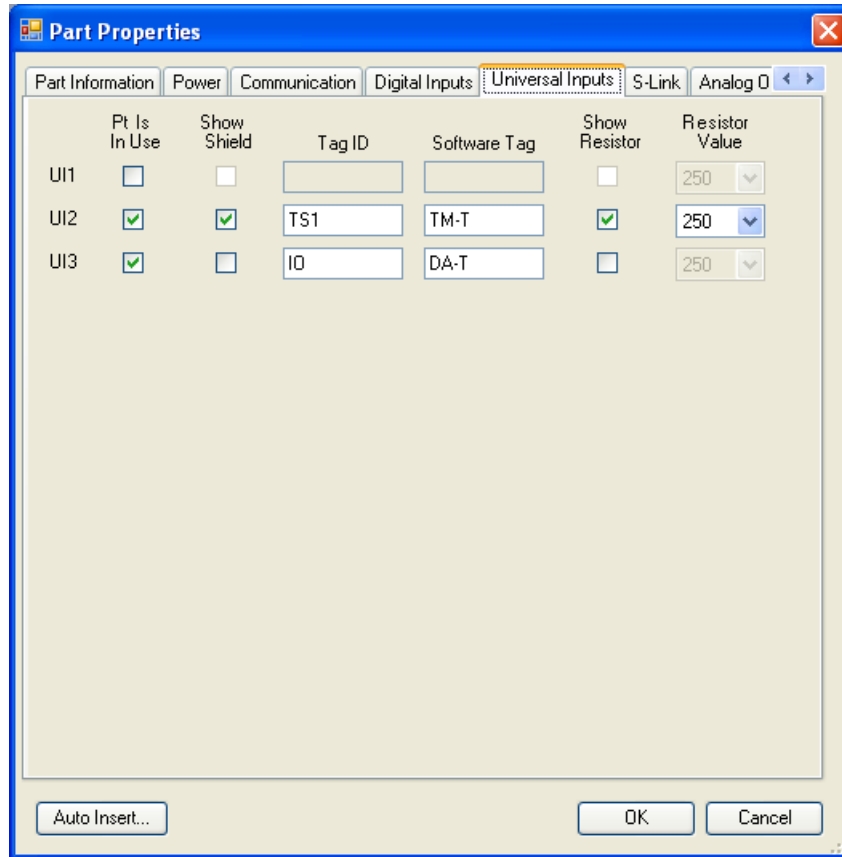 Part Properties
Part Information Power Communication Digital Inputs Universal Inputs S-Link Analog O
Pt Is In Use Show Shield Tag ID Software Tag Show Resistor Resistor Value
UI1 250
UI2 TS1 TM-T 250
UI3 IO DA-T 250
Auto Insert... OK Cancel